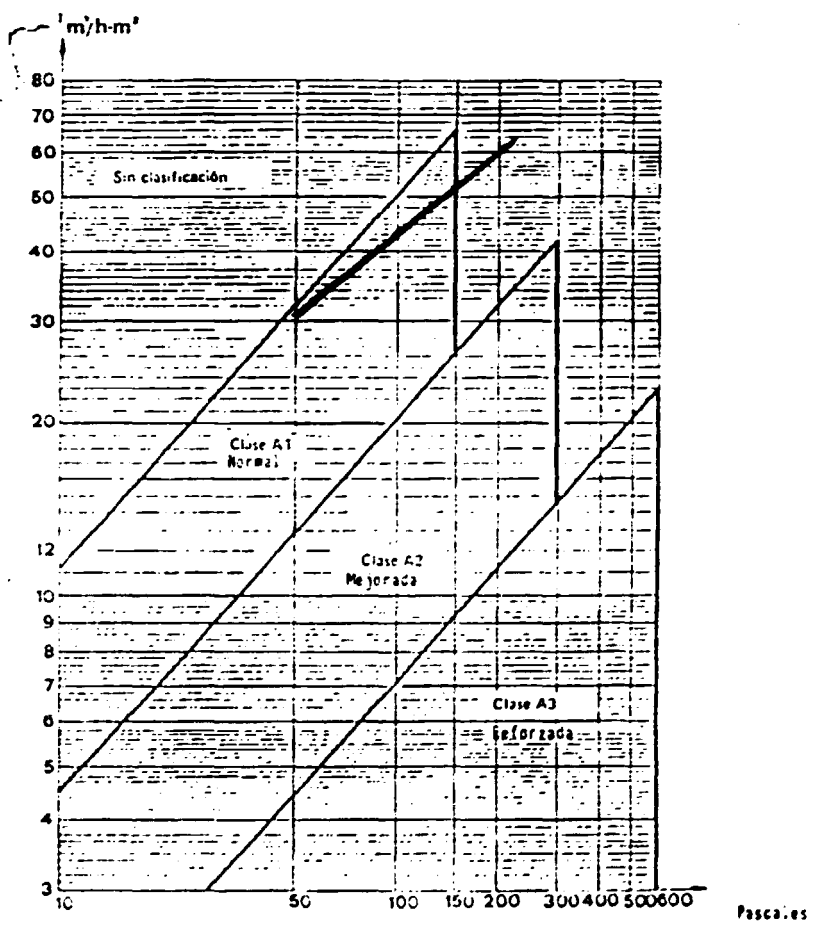 m³/h·m²
80
70
60
50
40
30
20
12
10
9
8
7
6
5
4
3
Sin clasificación
Clase A1
Normal
Clase A2
Mejorada
Clase A3
Reforzada
10 50 100 150 200 300 400 500 600
Pascales